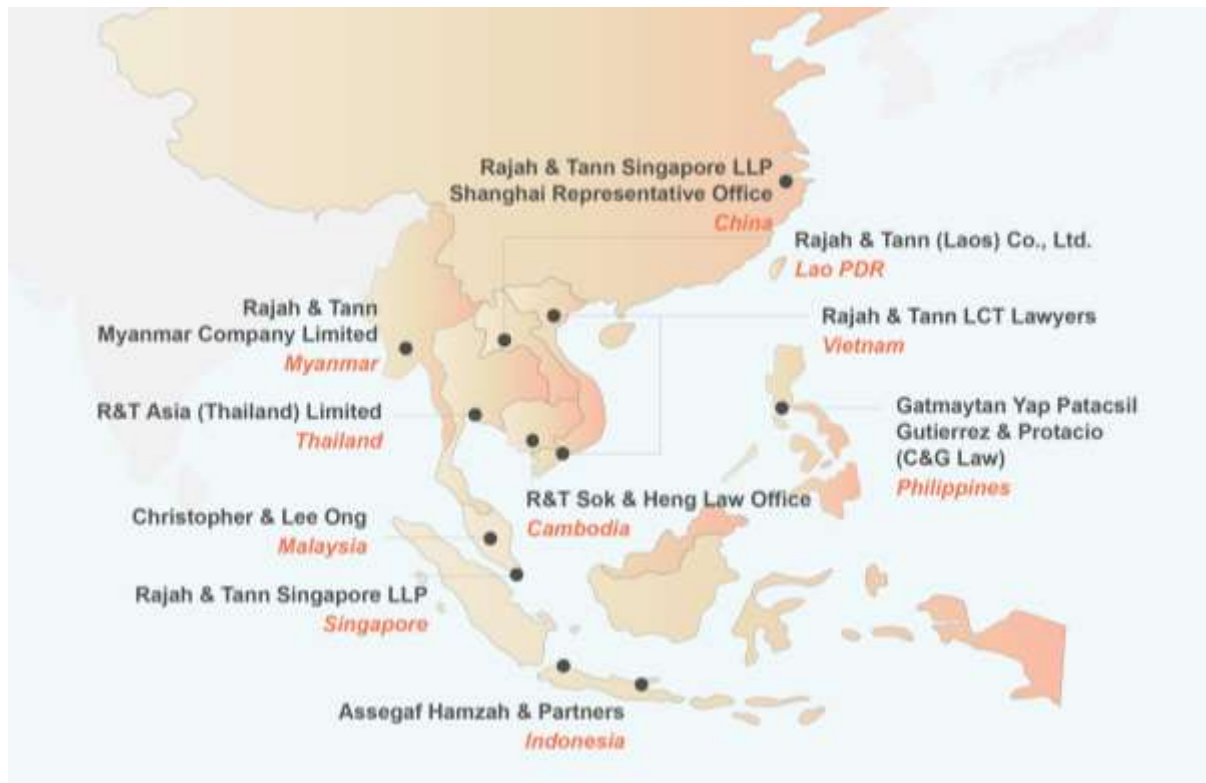 Rajah & Tann Singapore LLP
Shanghai Representative Office
China
Rajah & Tann (Laos) Co., Ltd.
Lao PDR
Rajah & Tann
Myanmar Company Limited
Myanmar
Rajah & Tann LCT Lawyers
Vietnam
R&T Asia (Thailand) Limited
Thailand
Gatmaytan Yap Patacsil
Gutierrez & Protacio
(C&G Law)
Philippines
R&T Sok & Heng Law Office
Cambodia
Christopher & Lee Ong
Malaysia
Rajah & Tann Singapore LLP
Singapore
Assegaf Hamzah & Partners
Indonesia